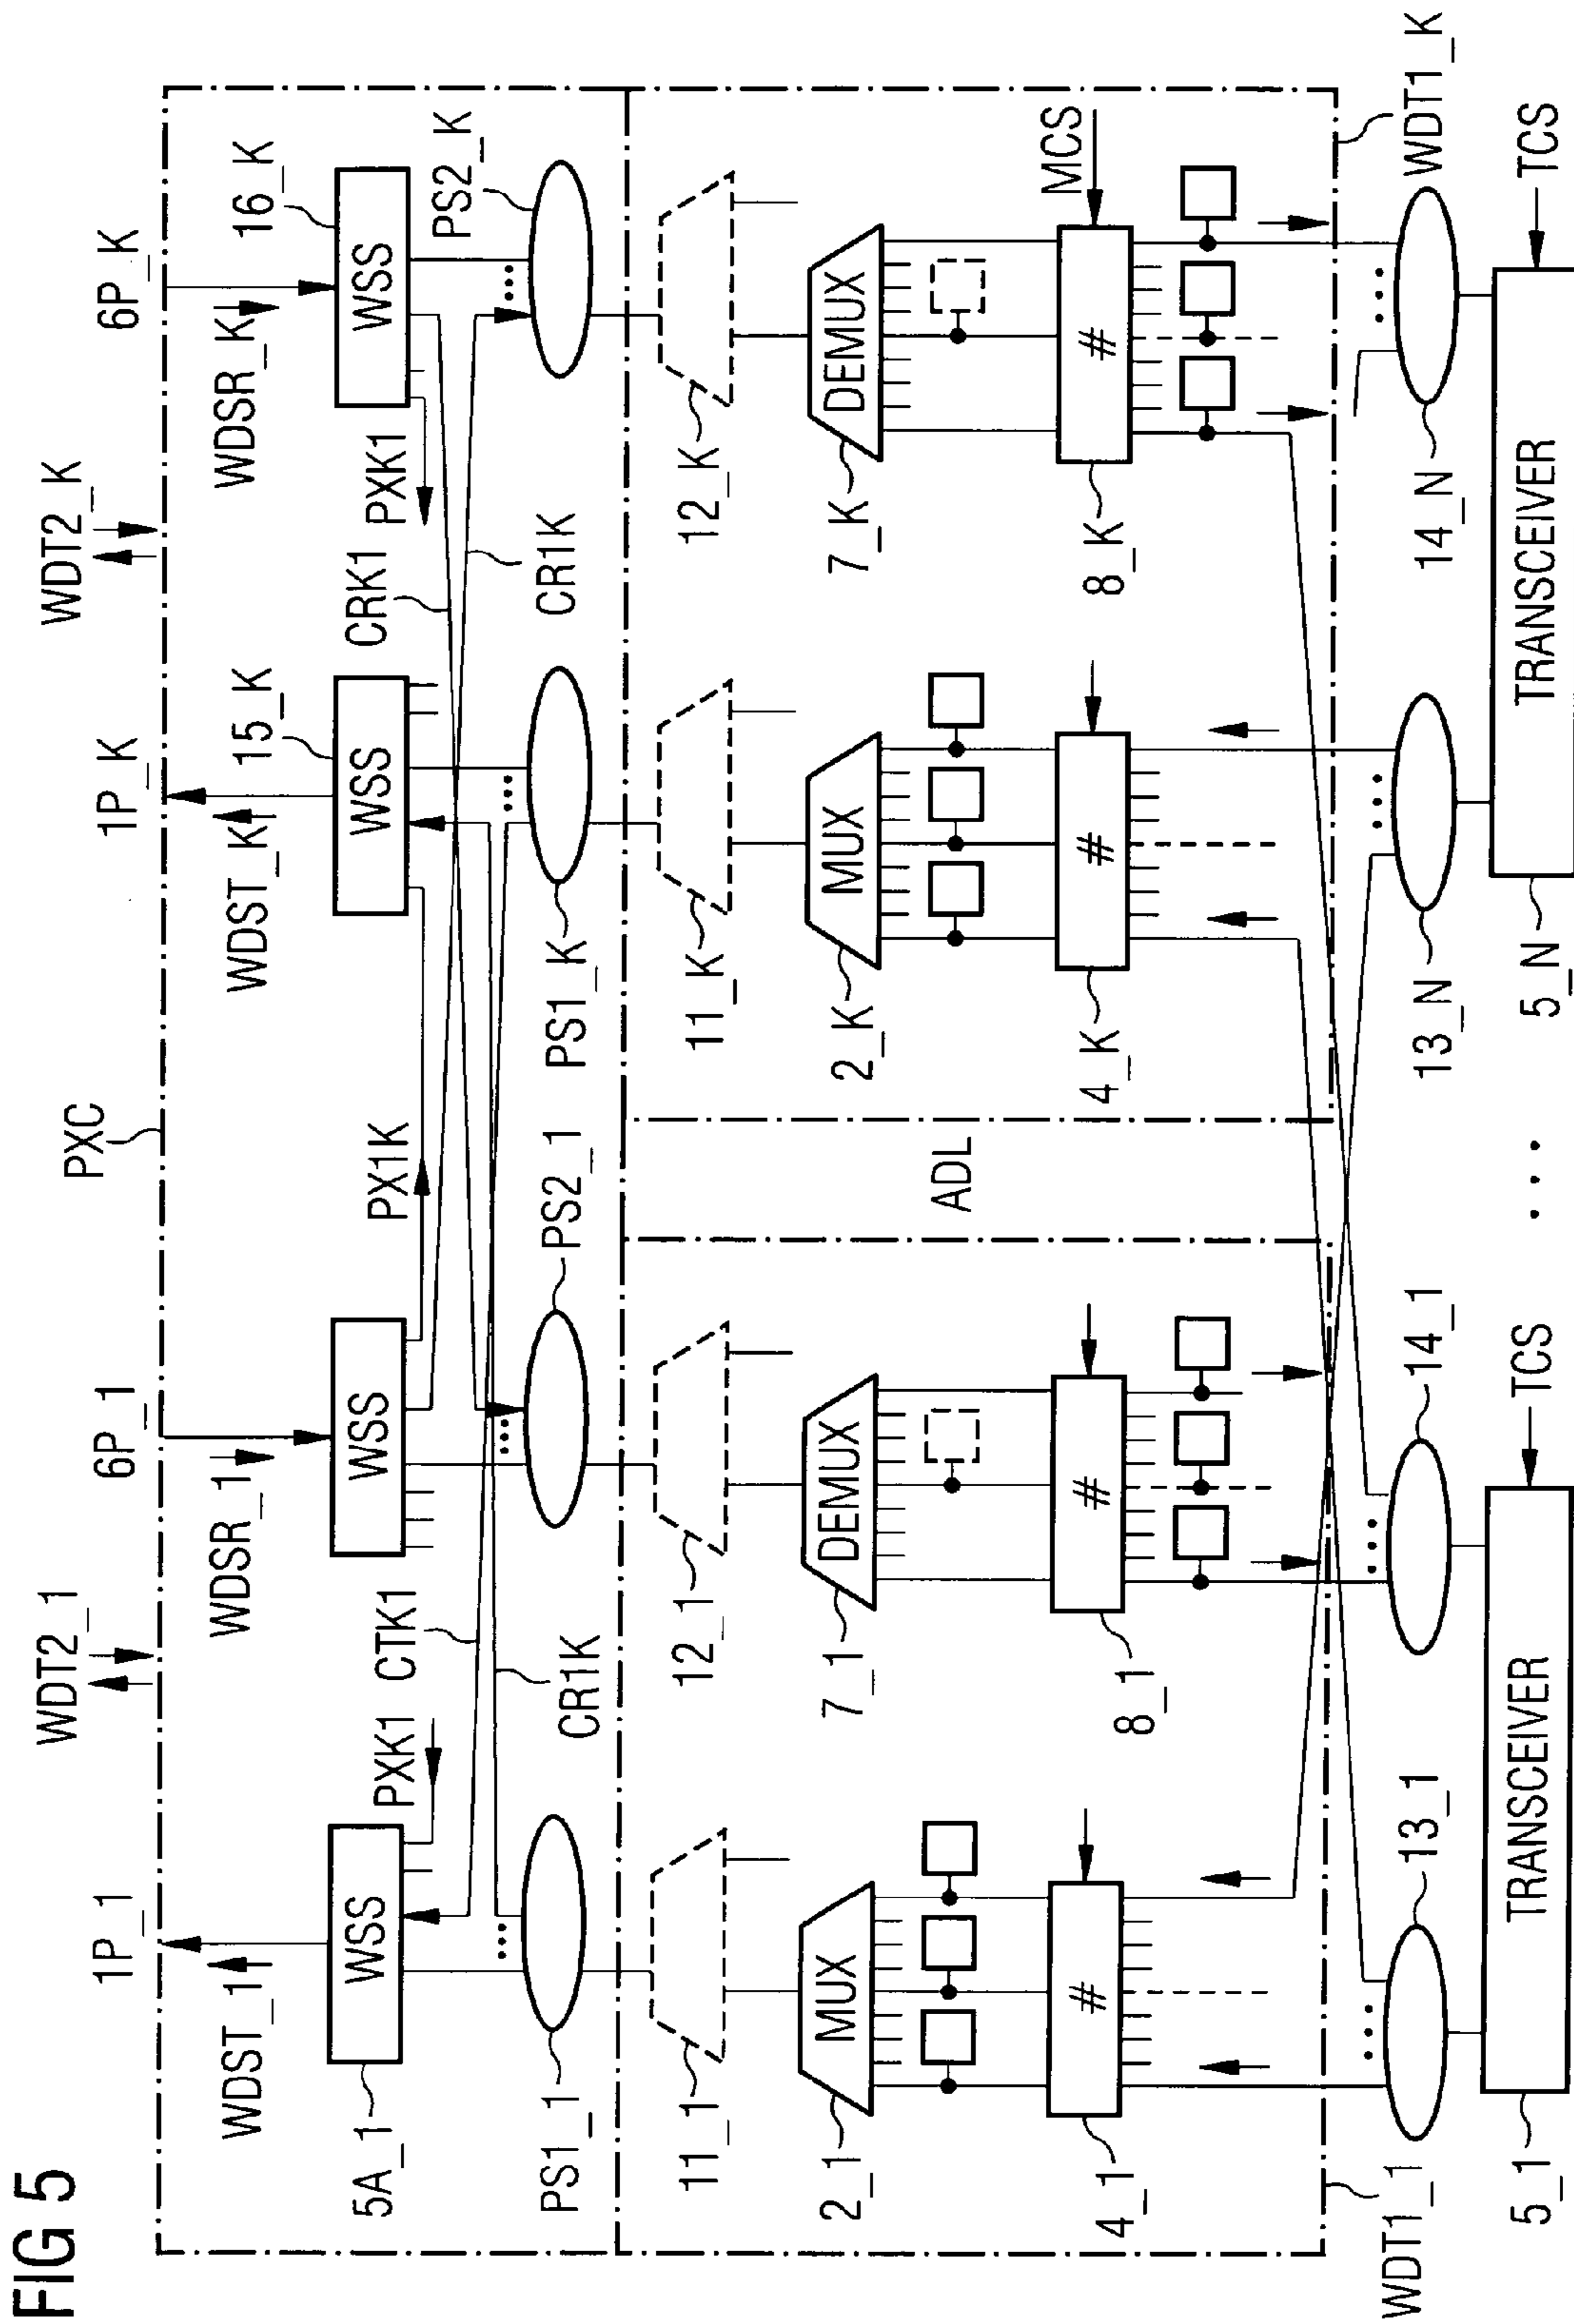 FIG 5
WDT2_1
WDT2_K
1P_1
6P_1
PXC
1P_K
6P_K
WDST_1
WDSR_1
WDST_K
WDSR_K
5A_1
WSS
WSS
WSS
15_K
WSS
16_K
PXK1
CTK1
PX1K
CRK1
PXK1
PS1_1
CR1K
PS2_1
PS1_K
CR1K
PS2_K
11_1
12_1
11_K
12_K
2_1
MUX
7_1
DEMUX
2_K
MUX
7_K
DEMUX
ADL
4_1
#
8_1
#
4_K
#
8_K
#
MCS
WDT1_1
13_1
14_1
13_N
14_N
WDT1_K
5_1
TRANSCEIVER
TCS
5_N
TRANSCEIVER
TCS